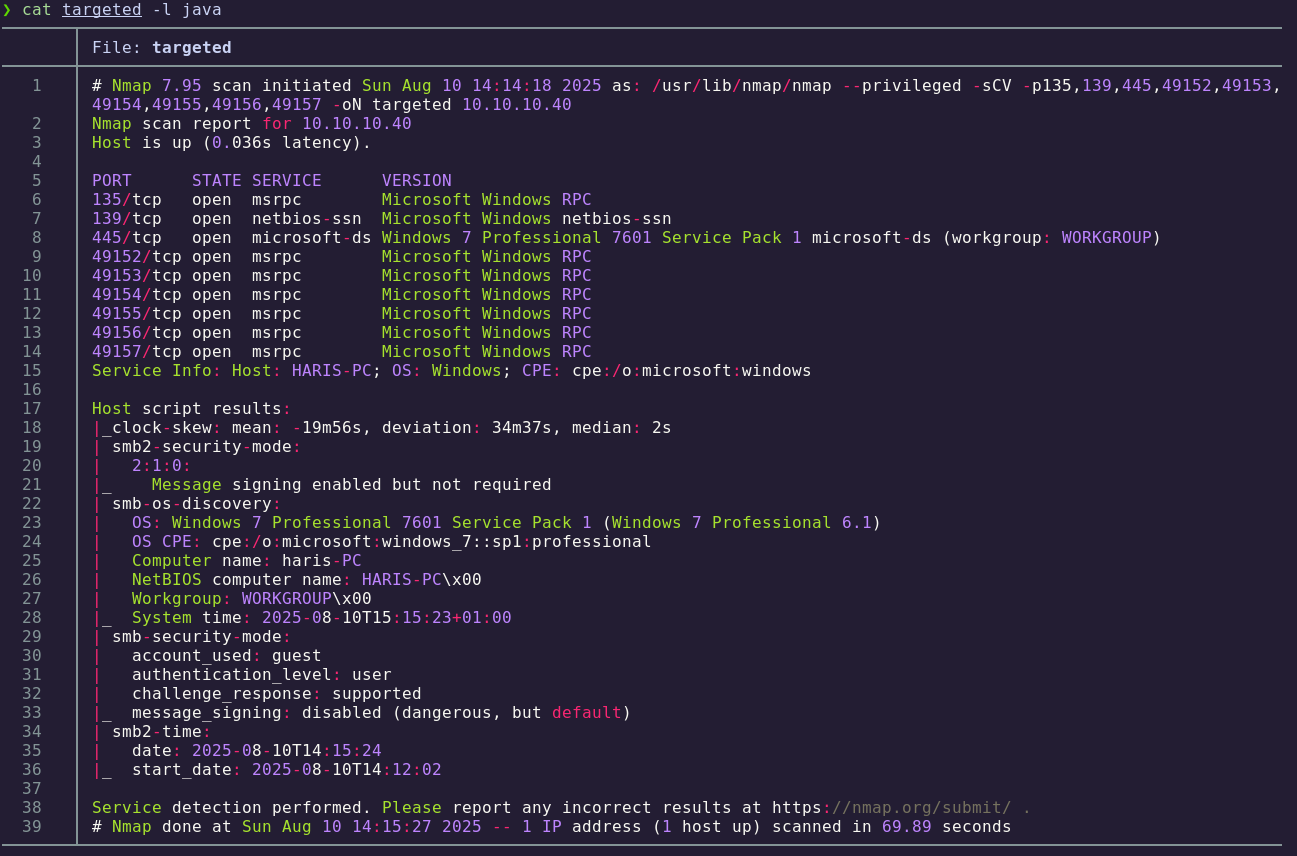 ❯ cat targeted -l java
File: targeted
1 # Nmap 7.95 scan initiated Sun Aug 10 14:14:18 2025 as: /usr/lib/nmap/nmap --privileged -sCV -p135,139,445,49152,49153,
49154,49155,49156,49157 -oN targeted 10.10.10.40
2 Nmap scan report for 10.10.10.40
3 Host is up (0.036s latency).
4
5 PORT      STATE SERVICE      VERSION
6 135/tcp   open  msrpc        Microsoft Windows RPC
7 139/tcp   open  netbios-ssn  Microsoft Windows netbios-ssn
8 445/tcp   open  microsoft-ds Windows 7 Professional 7601 Service Pack 1 microsoft-ds (workgroup: WORKGROUP)
9 49152/tcp open  msrpc        Microsoft Windows RPC
10 49153/tcp open  msrpc        Microsoft Windows RPC
11 49154/tcp open  msrpc        Microsoft Windows RPC
12 49155/tcp open  msrpc        Microsoft Windows RPC
13 49156/tcp open  msrpc        Microsoft Windows RPC
14 49157/tcp open  msrpc        Microsoft Windows RPC
15 Service Info: Host: HARIS-PC; OS: Windows; CPE: cpe:/o:microsoft:windows
16
17 Host script results:
18 |_clock-skew: mean: -19m56s, deviation: 34m37s, median: 2s
19 | smb2-security-mode:
20 |   2:1:0:
21 |_    Message signing enabled but not required
22 | smb-os-discovery:
23 |   OS: Windows 7 Professional 7601 Service Pack 1 (Windows 7 Professional 6.1)
24 |   OS CPE: cpe:/o:microsoft:windows_7::sp1:professional
25 |   Computer name: haris-PC
26 |   NetBIOS computer name: HARIS-PC\x00
27 |   Workgroup: WORKGROUP\x00
28 |_  System time: 2025-08-10T15:15:23+01:00
29 | smb-security-mode:
30 |   account_used: guest
31 |   authentication_level: user
32 |   challenge_response: supported
33 |_  message_signing: disabled (dangerous, but default)
34 | smb2-time:
35 |   date: 2025-08-10T14:15:24
36 |_  start_date: 2025-08-10T14:12:02
37
38 Service detection performed. Please report any incorrect results at https://nmap.org/submit/ .
39 # Nmap done at Sun Aug 10 14:15:27 2025 -- 1 IP address (1 host up) scanned in 69.89 seconds